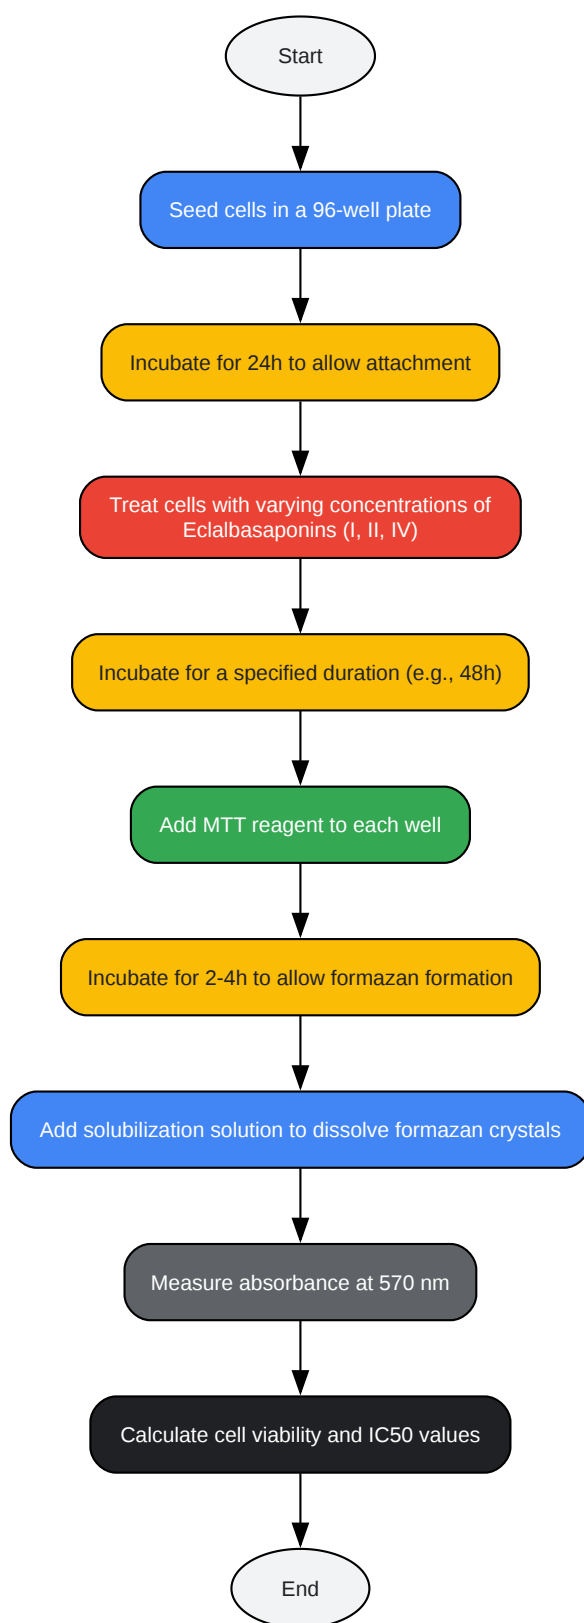 Start
Seed cells in a 96-well plate
Incubate for 24h to allow attachment
Treat cells with varying concentrations of
Eclalbasaponins (I, II, IV)
Incubate for a specified duration (e.g., 48h)
Add MTT reagent to each well
Incubate for 2-4h to allow formazan formation
Add solubilization solution to dissolve formazan crystals
Measure absorbance at 570 nm
Calculate cell viability and IC50 values
End